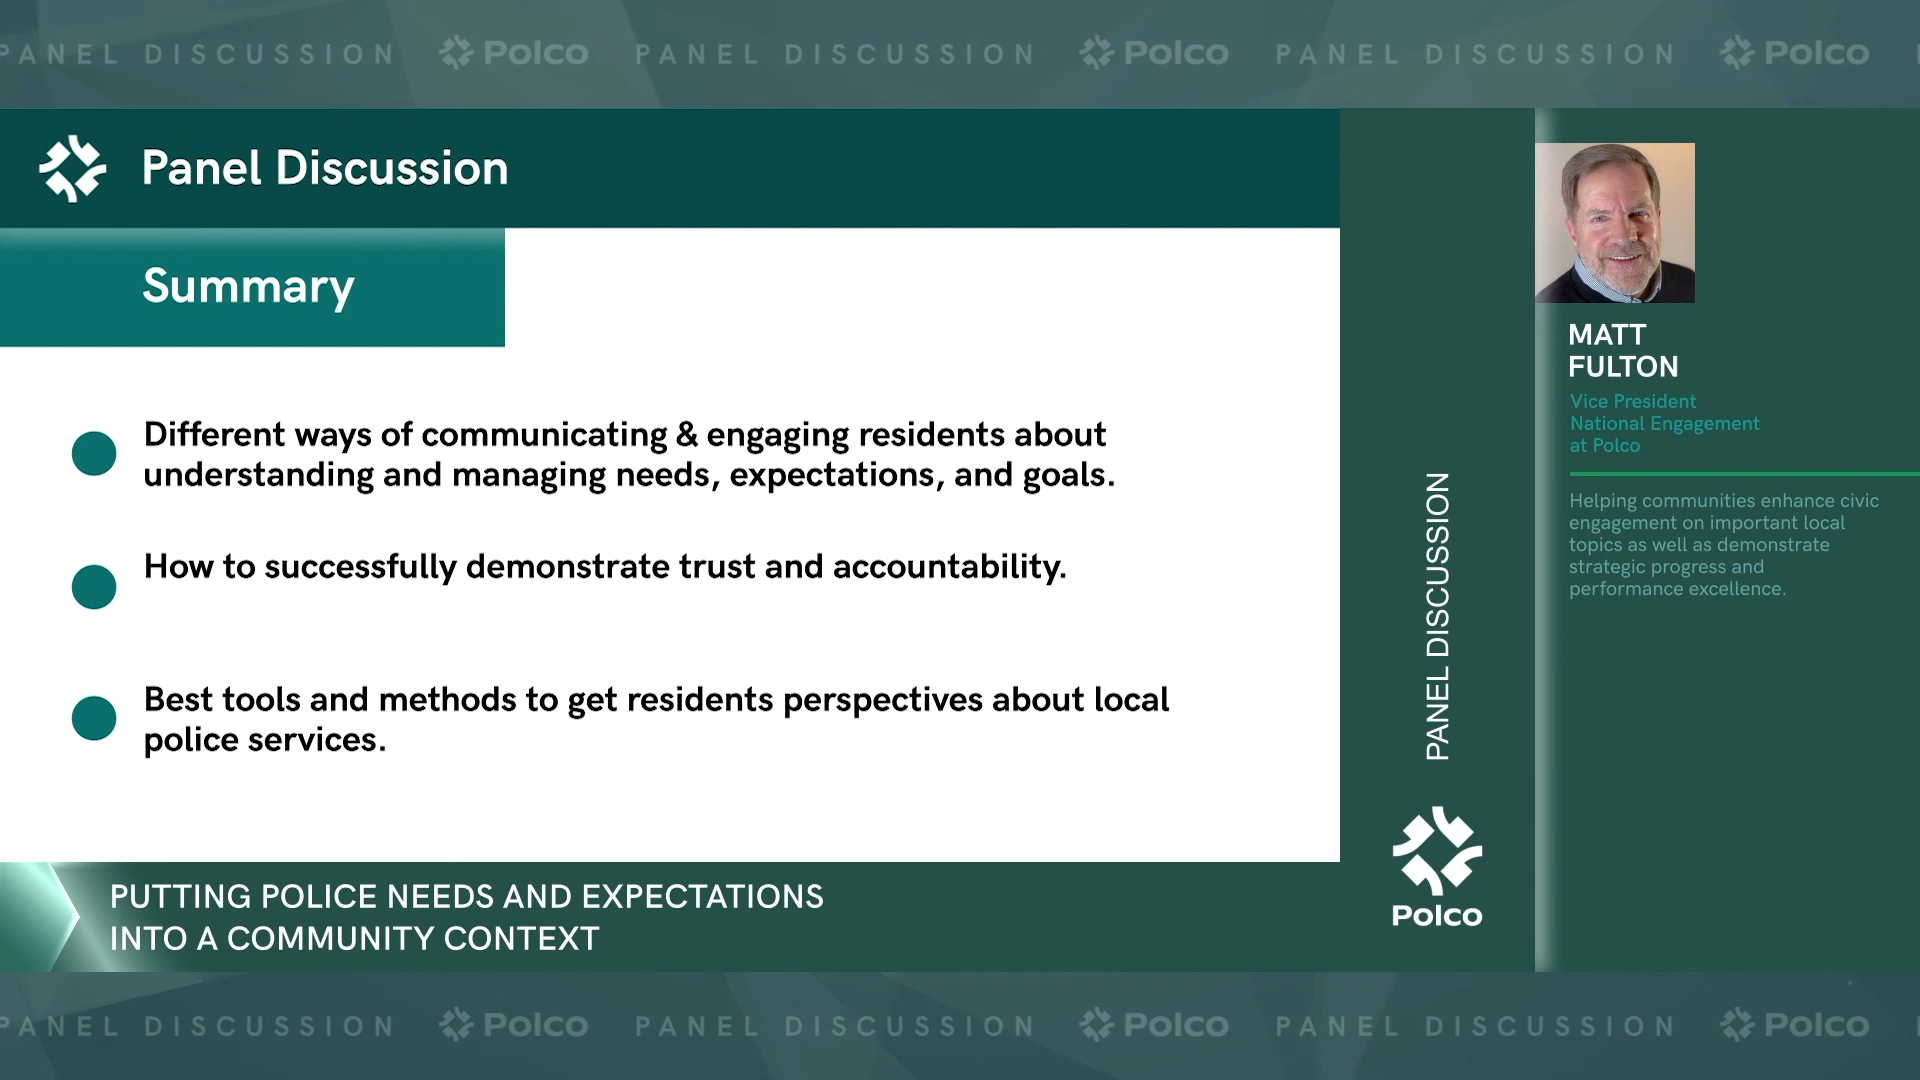 PANEL DISCUSSION Polco PANEL DISCUSSION Polco PANEL DISCUSSION Polco
Panel Discussion
Summary
Different ways of communicating & engaging residents about
understanding and managing needs, expectations, and goals.
How to successfully demonstrate trust and accountability.
Best tools and methods to get residents perspectives about local
police services.
PUTTING POLICE NEEDS AND EXPECTATIONS
INTO A COMMUNITY CONTEXT
PANEL DISCUSSION
Polco
MATT
FULTON
Vice President
National Engagement
at Polco
Helping communities enhance civic
engagement on important local
topics as well as demonstrate
strategic progress and
performance excellence.
PANEL DISCUSSION Polco PANEL DISCUSSION Polco PANEL DISCUSSION Polco